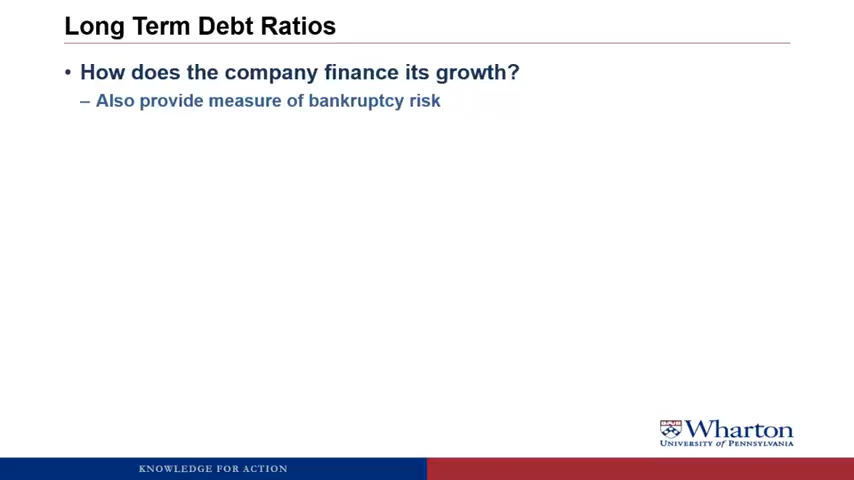 Long Term Debt Ratios
• How does the company finance its growth?
– Also provide measure of bankruptcy risk
Wharton
UNIVERSITY of PENNSYLVANIA
KNOWLEDGE FOR ACTION